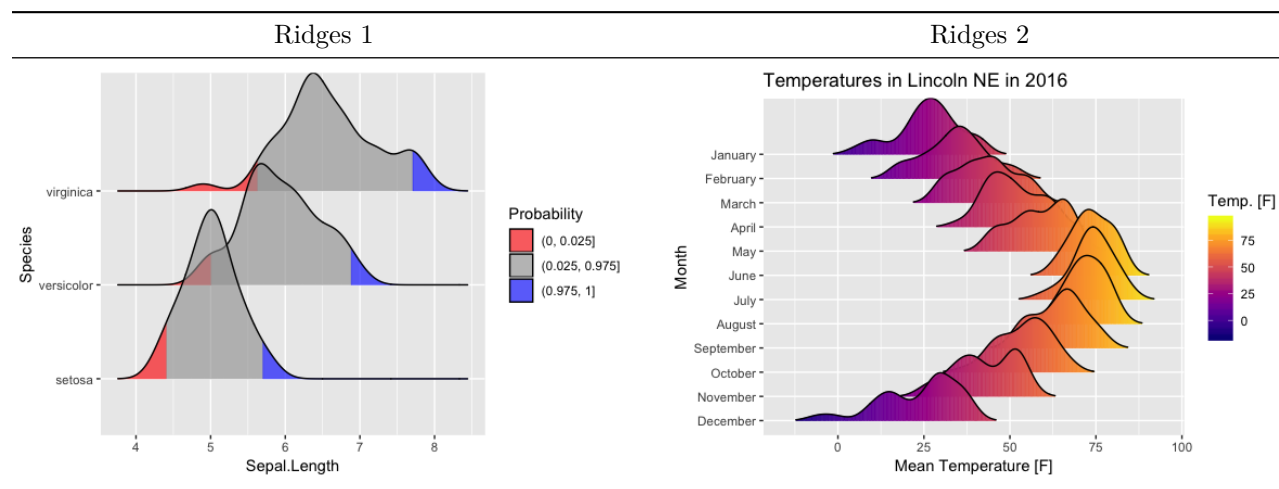 Ridges 1
Ridges 2
virginica
versicolor
setosa
Species
4 5 6 7 8
Sepal.Length
Probability
(0, 0.025]
(0.025, 0.975]
(0.975, 1]
Temperatures in Lincoln NE in 2016
January
February
March
April
May
June
July
August
September
October
November
December
Month
0 25 50 75 100
Mean Temperature [F]
Temp. [F]
75
50
25
0